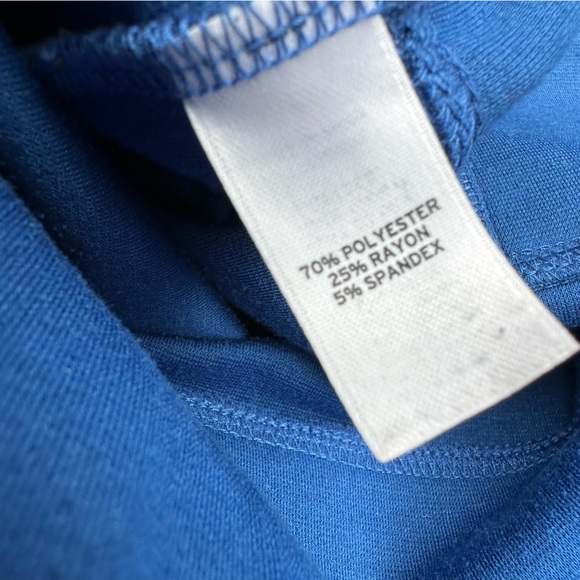 70% POLYESTER
25% RAYON
5% SPANDEX